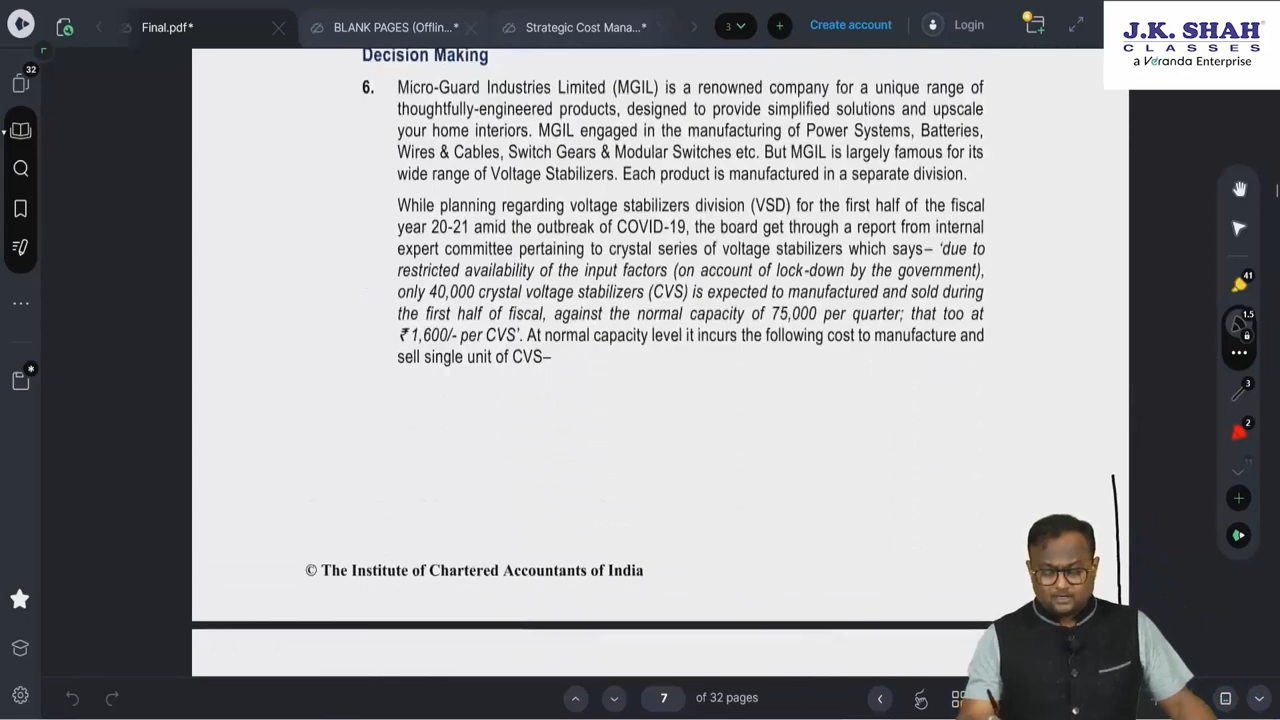 Final.pdf*
BLANK PAGES (Offlin...*
Strategic Cost Mana...*
3
Create account
Login
J.K. SHAH
CLASSES
a Veranda Enterprise
32
Decision Making
6. Micro-Guard Industries Limited (MGIL) is a renowned company for a unique range of
thoughtfully-engineered products, designed to provide simplified solutions and upscale
your home interiors. MGIL engaged in the manufacturing of Power Systems, Batteries,
Wires & Cables, Switch Gears & Modular Switches etc. But MGIL is largely famous for its
wide range of Voltage Stabilizers. Each product is manufactured in a separate division.
While planning regarding voltage stabilizers division (VSD) for the first half of the fiscal
year 20-21 amid the outbreak of COVID-19, the board get through a report from internal
expert committee pertaining to crystal series of voltage stabilizers which says– ‘due to
restricted availability of the input factors (on account of lock-down by the government),
only 40,000 crystal voltage stabilizers (CVS) is expected to manufactured and sold during
the first half of fiscal, against the normal capacity of 75,000 per quarter; that too at
₹ 1,600/- per CVS’. At normal capacity level it incurs the following cost to manufacture and
sell single unit of CVS–
41
1.5
3
2
© The Institute of Chartered Accountants of India
7 of 32 pages